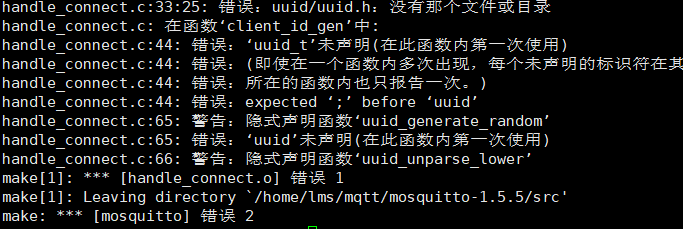 handle_connect.c:33:25: 错误：uuid/uuid.h：没有那个文件或目录
handle_connect.c: 在函数‘client_id_gen’中:
handle_connect.c:44: 错误：‘uuid_t’未声明(在此函数内第一次使用)
handle_connect.c:44: 错误：(即使在一个函数内多次出现，每个未声明的标识符在其
handle_connect.c:44: 错误：所在的函数内也只报告一次。)
handle_connect.c:44: 错误：expected ‘;’ before ‘uuid’
handle_connect.c:65: 警告：隐式声明函数‘uuid_generate_random’
handle_connect.c:65: 错误：‘uuid’未声明(在此函数内第一次使用)
handle_connect.c:66: 警告：隐式声明函数‘uuid_unparse_lower’
make[1]: *** [handle_connect.o] 错误 1
make[1]: Leaving directory `/home/lms/mqtt/mosquitto-1.5.5/src'
make: *** [mosquitto] 错误 2